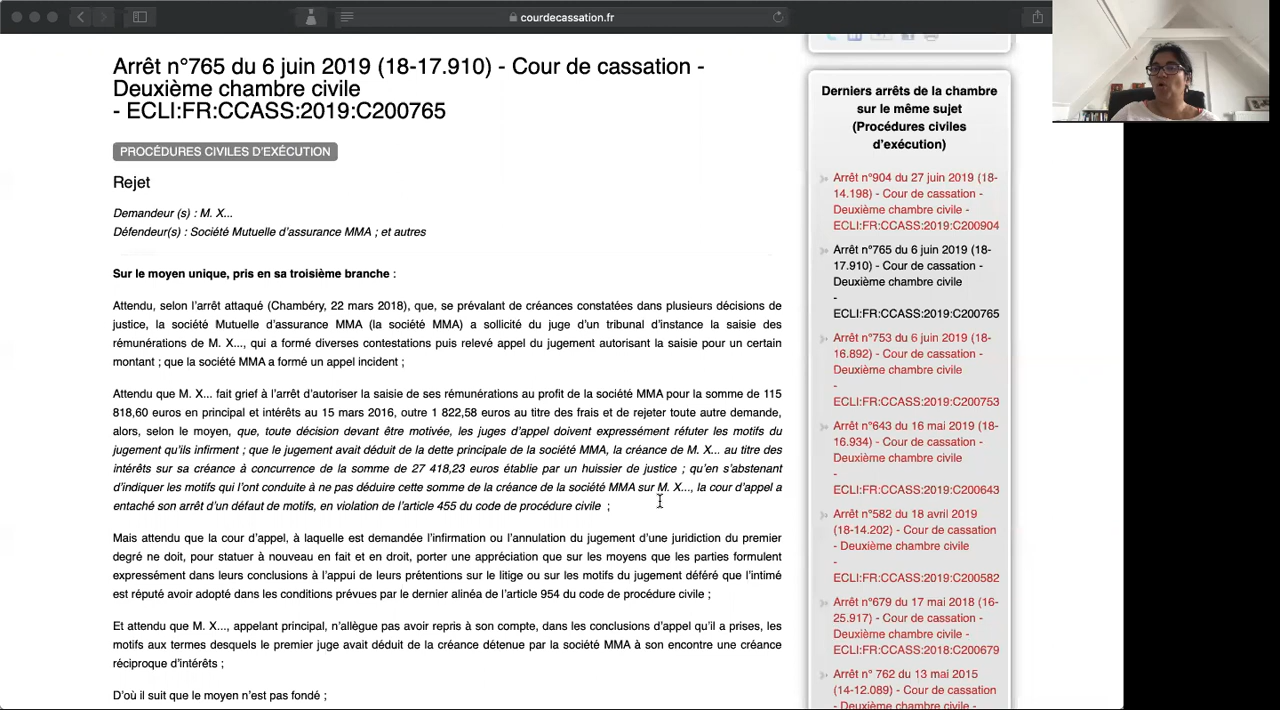 courdecassation.fr
Arrêt n°765 du 6 juin 2019 (18-17.910) - Cour de cassation -
Deuxième chambre civile
- ECLI:FR:CCASS:2019:C200765
PROCÉDURES CIVILES D'EXÉCUTION
Rejet
Demandeur (s) : M. X...
Défendeur(s) : Société Mutuelle d'assurance MMA ; et autres
Sur le moyen unique, pris en sa troisième branche :
Attendu, selon l'arrêt attaqué (Chambéry, 22 mars 2018), que, se prévalant de créances constatées dans plusieurs décisions de
justice, la société Mutuelle d'assurance MMA (la société MMA) a sollicité du juge d'un tribunal d'instance la saisie des
rémunérations de M. X..., qui a formé diverses contestations puis relevé appel du jugement autorisant la saisie pour un certain
montant ; que la société MMA a formé un appel incident ;
Attendu que M. X... fait grief à l'arrêt d'autoriser la saisie de ses rémunérations au profit de la société MMA pour la somme de 115
818,60 euros en principal et intérêts au 15 mars 2016, outre 1 822,58 euros au titre des frais et de rejeter toute autre demande,
alors, selon le moyen, que, toute décision devant être motivée, les juges d'appel doivent expressément réfuter les motifs du
jugement qu'ils infirment ; que le jugement avait déduit de la dette principale de la société MMA, la créance de M. X... au titre des
intérêts sur sa créance à concurrence de la somme de 27 418,23 euros établie par un huissier de justice ; qu'en s'abstenant
d'indiquer les motifs qui l'ont conduite à ne pas déduire cette somme de la créance de la société MMA sur M. X..., la cour d'appel a
entaché son arrêt d'un défaut de motifs, en violation de l'article 455 du code de procédure civile ;
Mais attendu que la cour d'appel, à laquelle est demandée l'infirmation ou l'annulation du jugement d'une juridiction du premier
degré ne doit, pour statuer à nouveau en fait et en droit, porter une appréciation que sur les moyens que les parties formulent
expressément dans leurs conclusions à l'appui de leurs prétentions sur le litige ou sur les motifs du jugement déféré que l'intimé
est réputé avoir adopté dans les conditions prévues par le dernier alinéa de l'article 954 du code de procédure civile ;
Et attendu que M. X..., appelant principal, n'allègue pas avoir repris à son compte, dans les conclusions d'appel qu'il a prises, les
motifs aux termes desquels le premier juge avait déduit de la créance détenue par la société MMA à son encontre une créance
réciproque d'intérêts ;
D'où il suit que le moyen n'est pas fondé ;
Derniers arrêts de la chambre
sur le même sujet
(Procédures civiles
d'exécution)
Arrêt n°904 du 27 juin 2019 (18-
14.198) - Cour de cassation -
Deuxième chambre civile -
ECLI:FR:CCASS:2019:C200904
Arrêt n°765 du 6 juin 2019 (18-
17.910) - Cour de cassation -
Deuxième chambre civile
-
ECLI:FR:CCASS:2019:C200765
Arrêt n°753 du 6 juin 2019 (18-
16.892) - Cour de cassation -
Deuxième chambre civile
-
ECLI:FR:CCASS:2019:C200753
Arrêt n°643 du 16 mai 2019 (18-
16.934) - Cour de cassation -
Deuxième chambre civile
-
ECLI:FR:CCASS:2019:C200643
Arrêt n°582 du 18 avril 2019
(18-14.202) - Cour de cassation
- Deuxième chambre civile
-
ECLI:FR:CCASS:2019:C200582
Arrêt n°679 du 17 mai 2018 (16-
25.917) - Cour de cassation -
Deuxième chambre civile -
ECLI:FR:CCASS:2018:C200679
Arrêt n° 762 du 13 mai 2015
(14-12.089) - Cour de cassation
- Deuxième chambre civile -